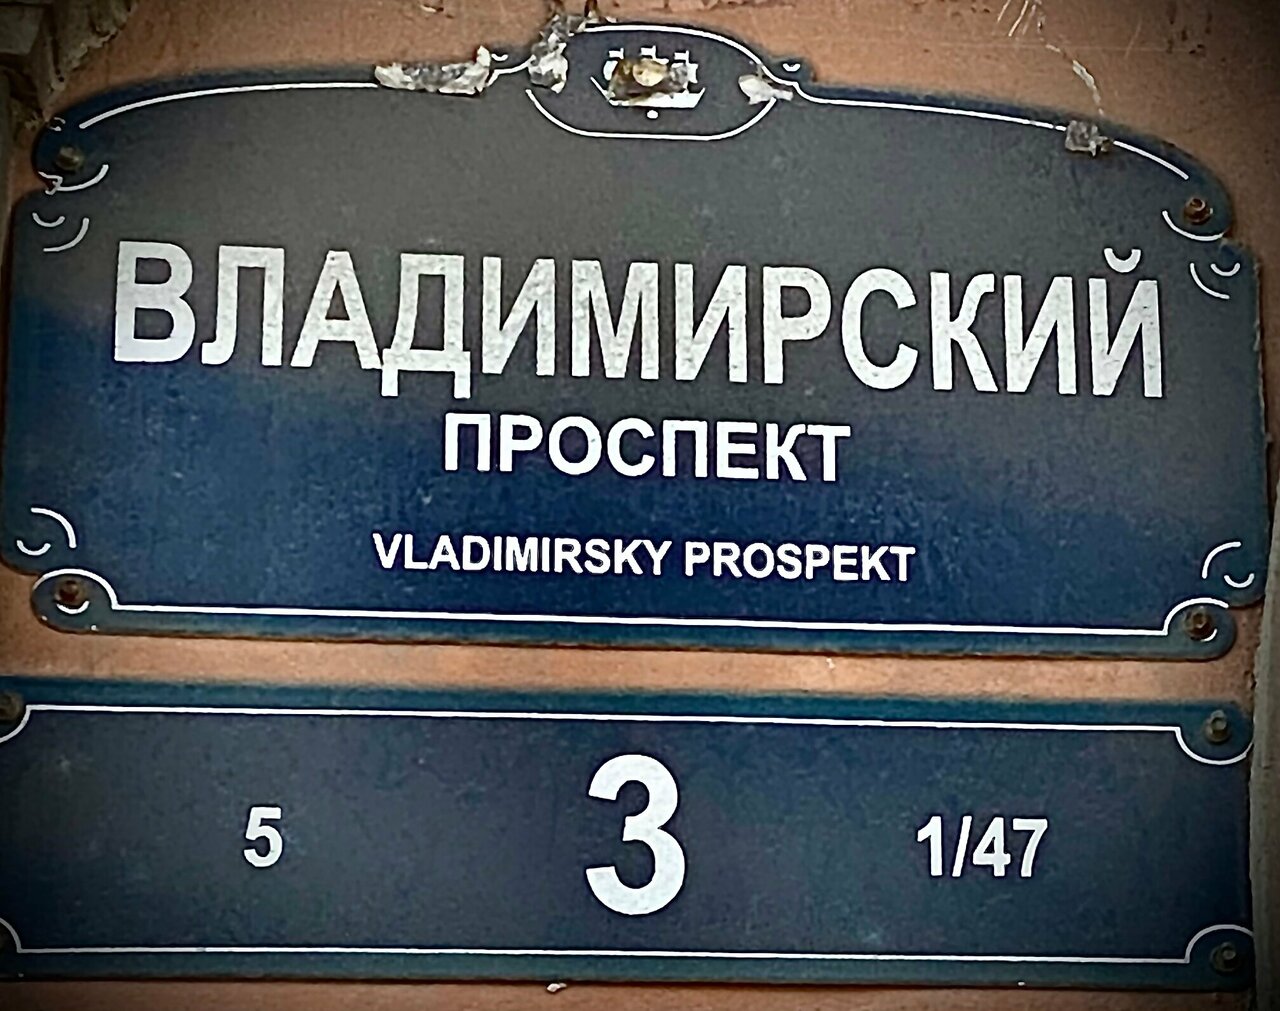 ВЛАДИМИРСКИЙ
ПРОСПЕКТ
VLADIMIRSKY PROSPEKT
5 3 1/47